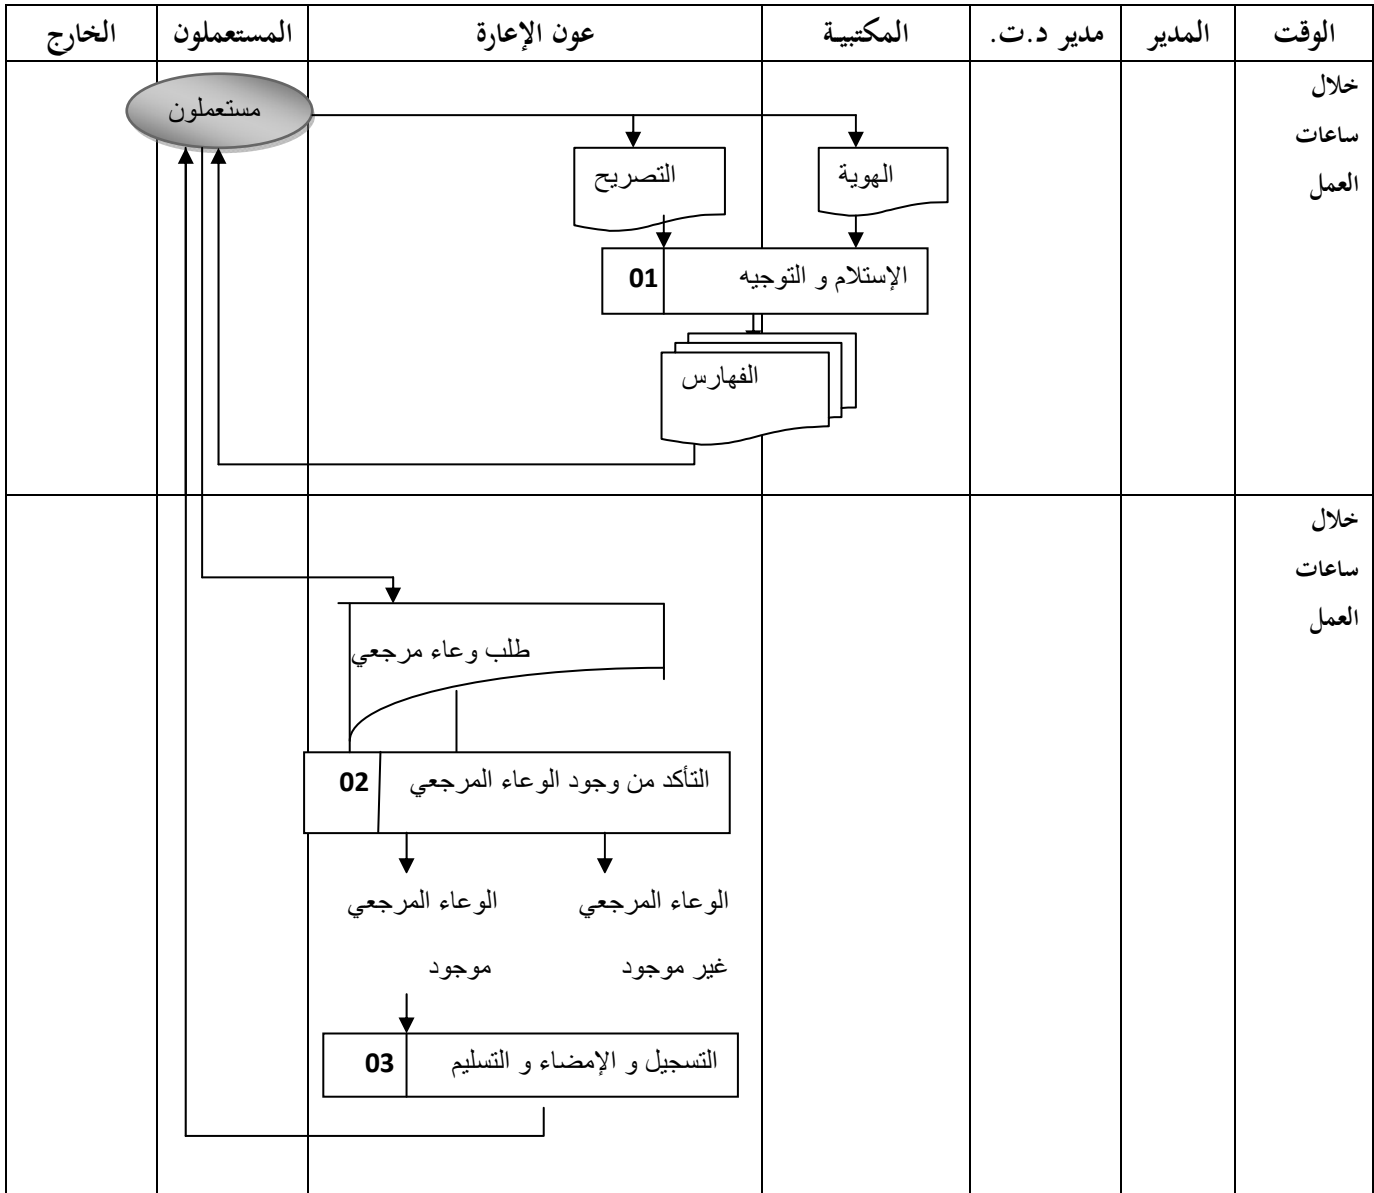 الوقت
المدير
مدير د.ت.
المكتبيـة
عون الإعارة
المستعملون
الخارج
خلال
ساعات
العمل
مستعملون
الهوية
التصريح
الإستلام و التوجيه
01
الفهارس
خلال
ساعات
العمل
طلب وعاء مرجعي
التأكد من وجود الوعاء المرجعي
02
الوعاء المرجعي
غير موجود
الوعاء المرجعي
موجود
التسجيل و الإمضاء و التسليم
03